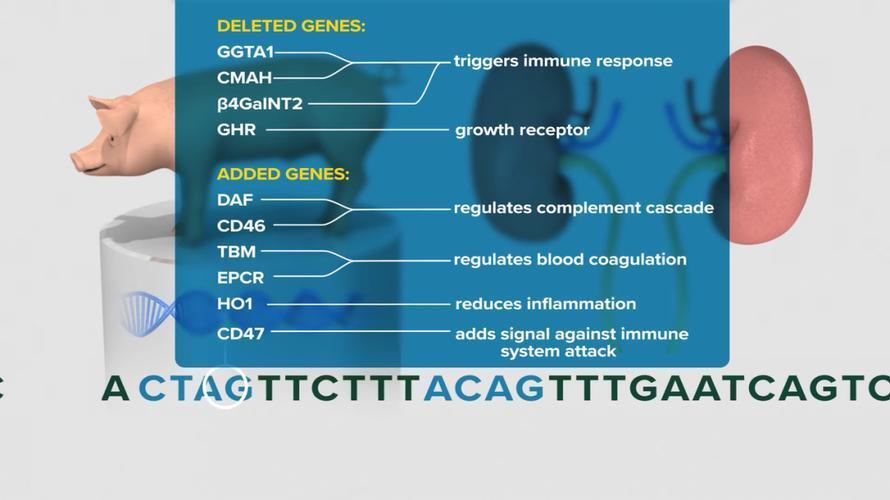 DELETED GENES:
GGTA1
CMAH
β4GalNT2
triggers immune response
GHR growth receptor
ADDED GENES:
DAF
CD46
regulates complement cascade
TBM
EPCR
regulates blood coagulation
HO1 reduces inflammation
CD47 adds signal against immune
system attack
A CTAGTTCTTTACAGTTTGAATCAGTC